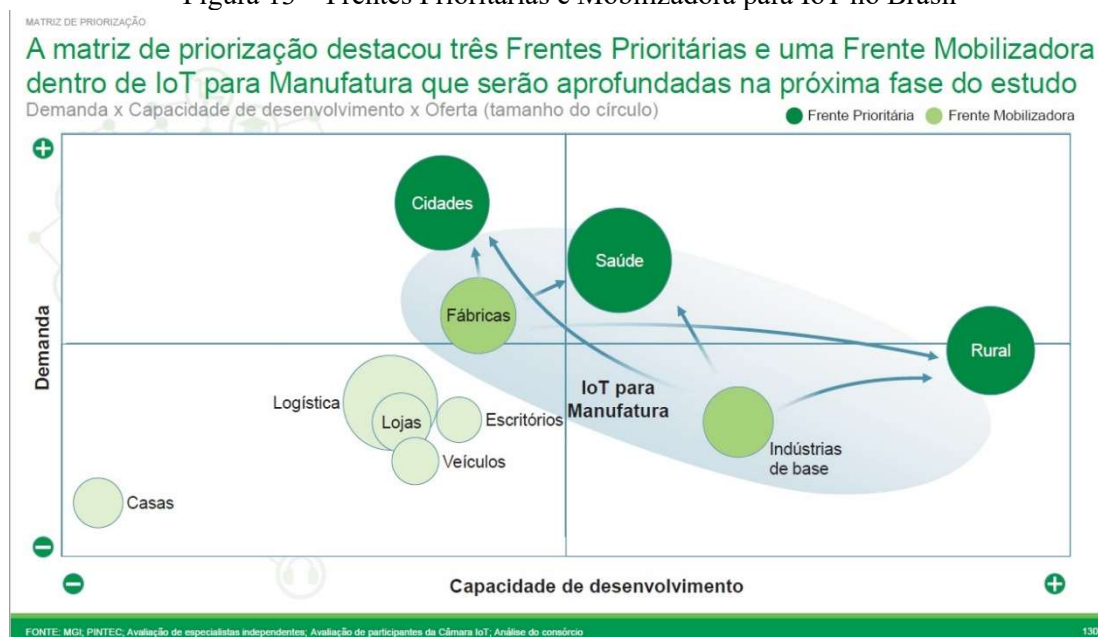 Figura 15 – Frentes Prioritárias e Mobilizadora para IoT no Brasil
MATRIZ DE PRIORIZAÇÃO
A matriz de priorização destacou três Frentes Prioritárias e uma Frente Mobilizadora
dentro de IoT para Manufatura que serão aprofundadas na próxima fase do estudo
Demanda x Capacidade de desenvolvimento x Oferta (tamanho do círculo)
Frente Prioritária
Frente Mobilizadora
Cidades
Saúde
Fábricas
Rural
Demanda
Logística
Lojas
Escritórios
Veículos
IoT para
Manufatura
Indústrias
de base
Casas
Capacidade de desenvolvimento
FONTE: MGI; PINTEC; Avaliação de especialistas independentes; Avaliação de participantes da Câmara IoT; Análise do consórcio
130